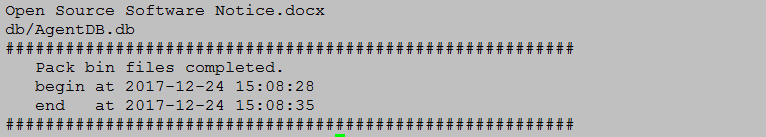 Open Source Software Notice.docx
db/AgentDB.db
#########################################################
   Pack bin files completed.
   begin at 2017-12-24 15:08:28
   end   at 2017-12-24 15:08:35
#########################################################